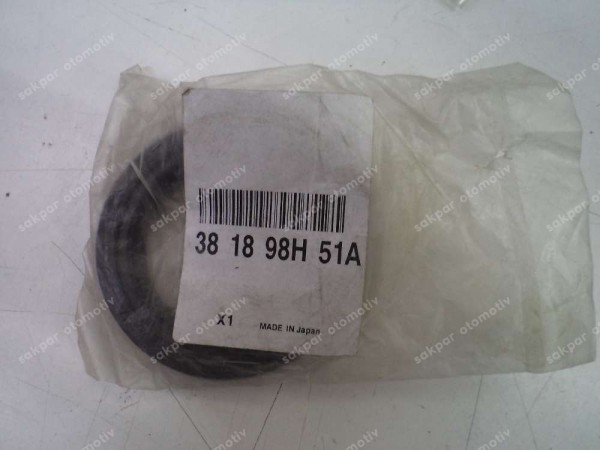 38 18 98H 51A
X1 MADE IN Japan
sakpar otomotiv